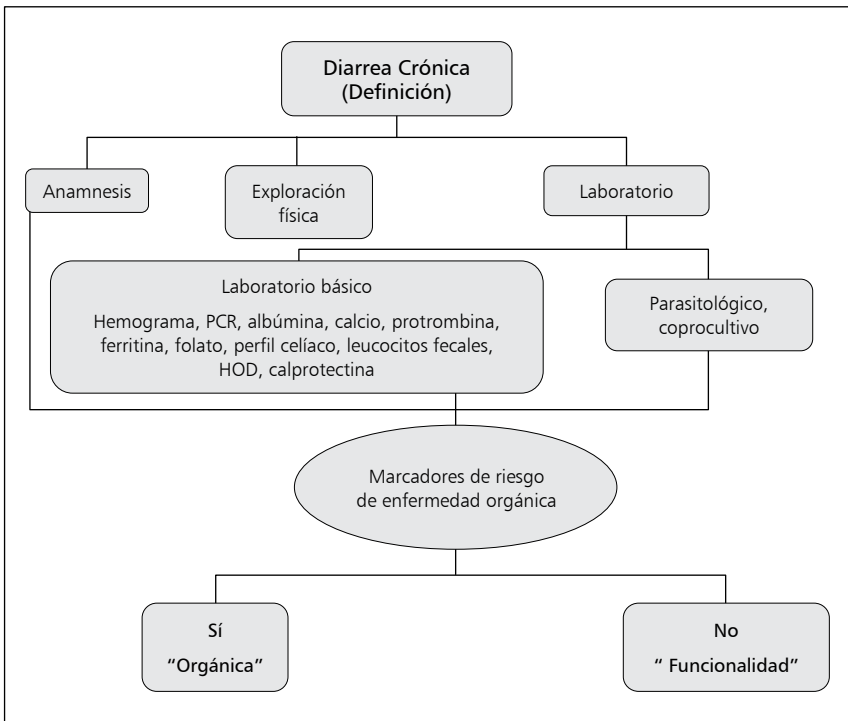 Diarrea Crónica
(Definición)
Anamnesis
Exploración
física
Laboratorio
Laboratorio básico
Hemograma, PCR, albúmina, calcio, protrombina,
ferritina, folato, perfil celíaco, leucocitos fecales,
HOD, calprotectina
Parasitológico,
coprocultivo
Marcadores de riesgo
de enfermedad orgánica
Sí
“Orgánica”
No
“ Funcionalidad”